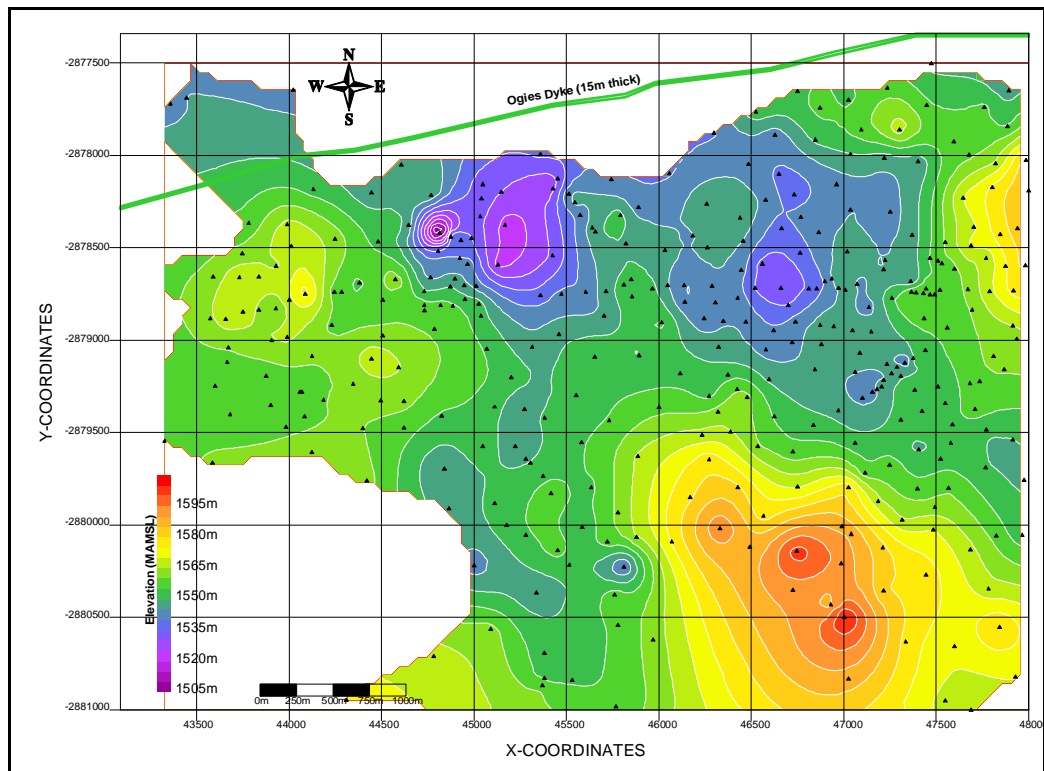 N
W E
S
Ogies Dyke (15m thick)
Y-COORDINATES
-2877500
-2878000
-2878500
-2879000
-2879500
-2880000
-2880500
-2881000
Elevation (MAMSL)
1595m
1580m
1565m
1550m
1535m
1520m
1505m
0m 250m 500m 750m 1000m
43500 44000 44500 45000 45500 46000 46500 47000 47500 4800
X-COORDINATES